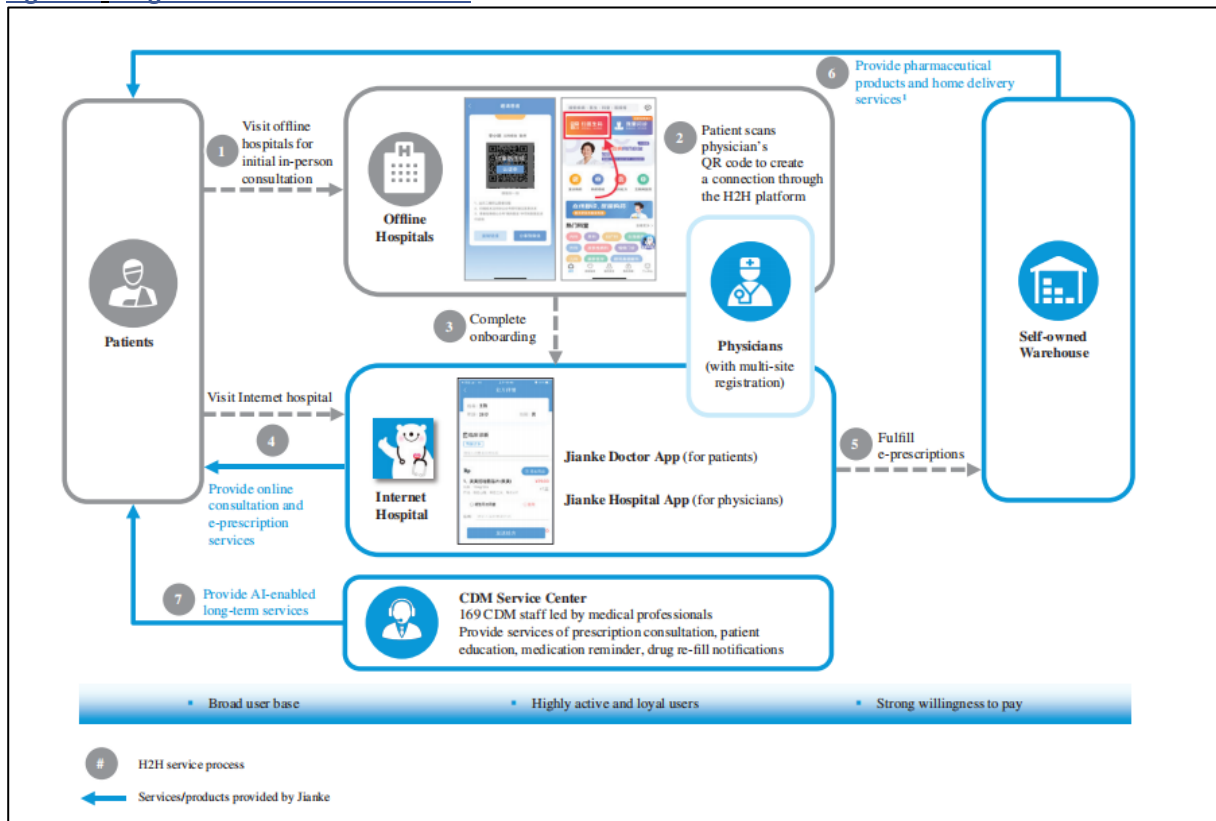 6
Provide pharmaceutical
products and home delivery
services¹
1
Visit offline
hospitals for
initial in-person
consultation
H
Offline
Hospitals
2
Patient scans
physician's
QR code to create
a connection through
the H2H platform
Patients
3
Complete
onboarding
Physicians
(with multi-site
registration)
Self-owned
Warehouse
Visit Internet hospital
4
Provide online
consultation and
e-prescription
services
Internet
Hospital
Jianke Doctor App (for patients)
Jianke Hospital App (for physicians)
5
Fulfill
e-prescriptions
7
Provide AI-enabled
long-term services
CDM Service Center
169 CDM staff led by medical professionals
Provide services of prescription consultation, patient
education, medication reminder, drug re-fill notifications
▪ Broad user base
▪ Highly active and loyal users
▪ Strong willingness to pay
#
H2H service process
Services/products provided by Jianke